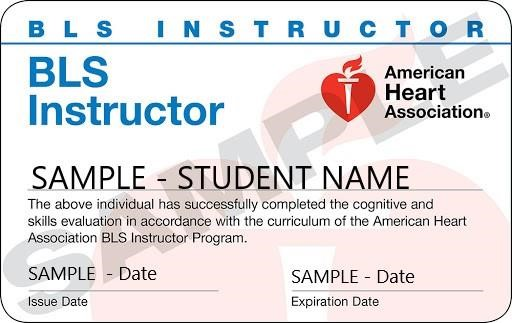 BLS INSTRUCTOR
BLS
Instructor
American
Heart
Association®
SAMPLE
SAMPLE - STUDENT NAME
The above individual has successfully completed the cognitive and
skills evaluation in accordance with the curriculum of the American Heart
Association BLS Instructor Program.
SAMPLE - Date
Issue Date
SAMPLE - Date
Expiration Date